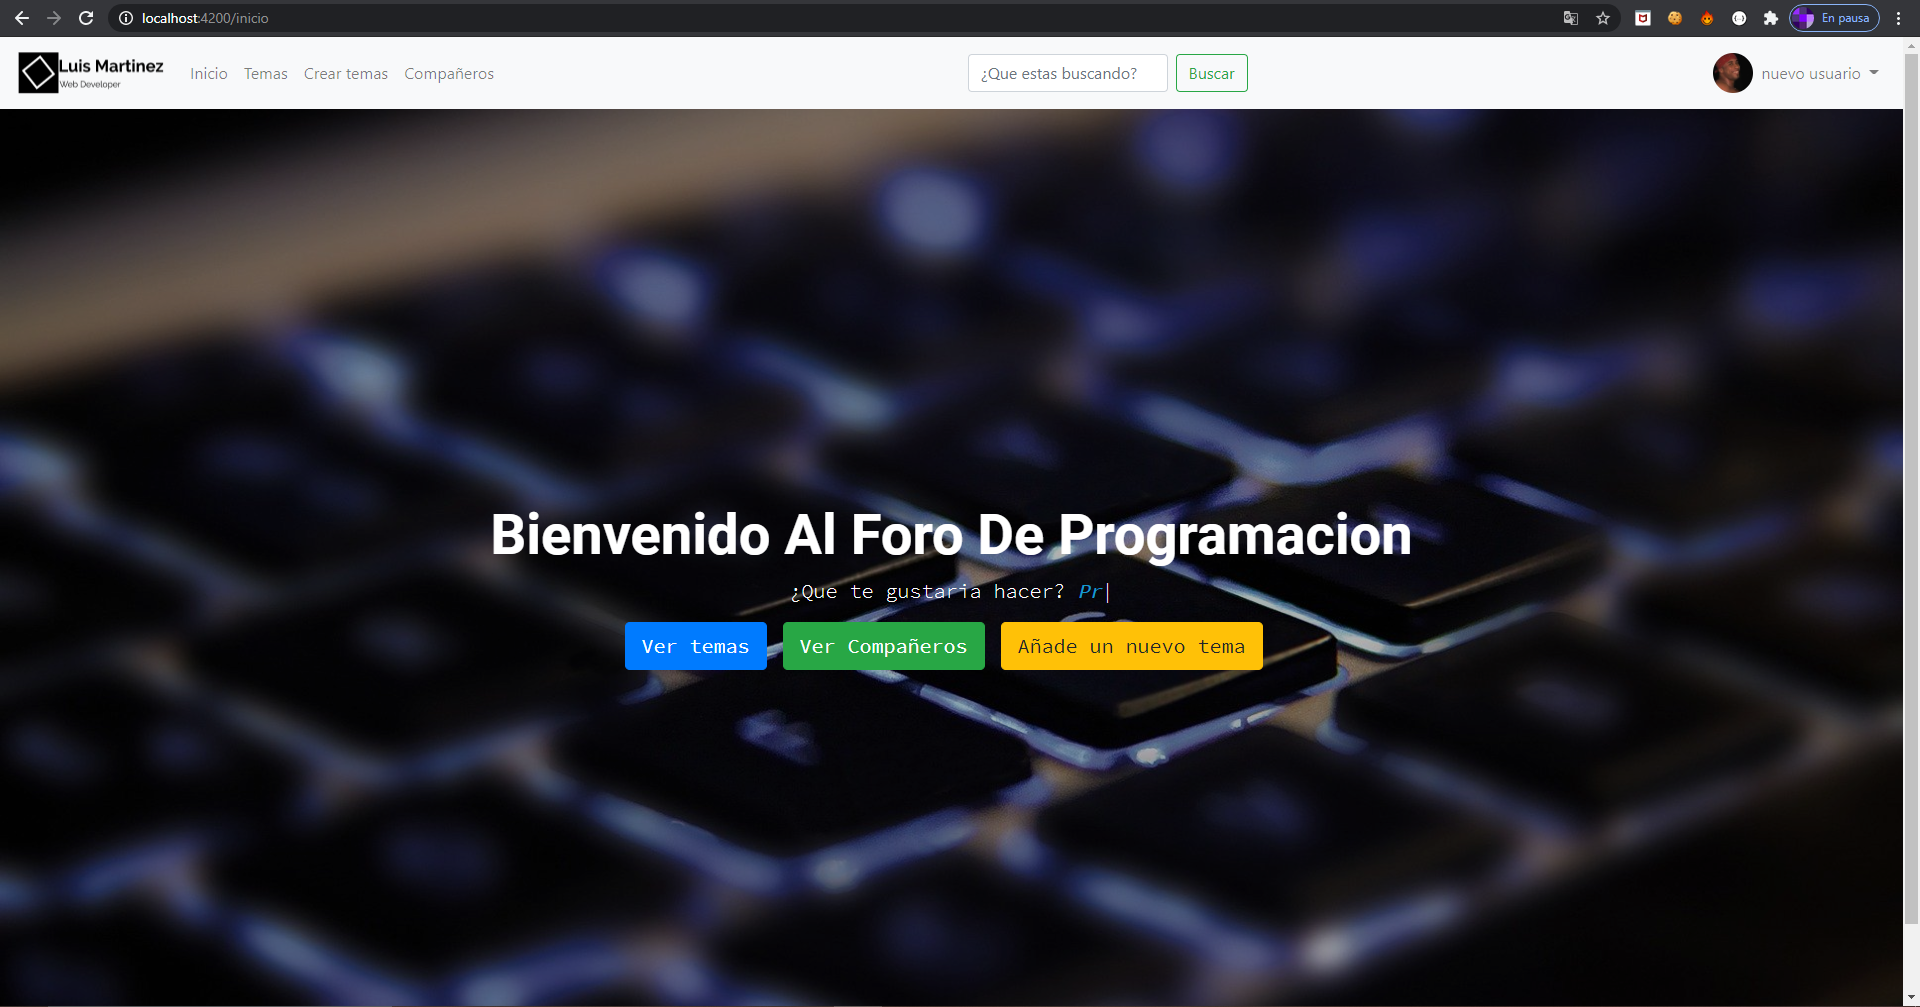 localhost:4200/inicio
En pausa
Luis Martinez
Web Developer
Inicio Temas Crear temas Compañeros
¿Que estas buscando? Buscar
nuevo usuario
Bienvenido Al Foro De Programacion
¿Que te gustaria hacer? Pr|
Ver temas Ver Compañeros Añade un nuevo tema